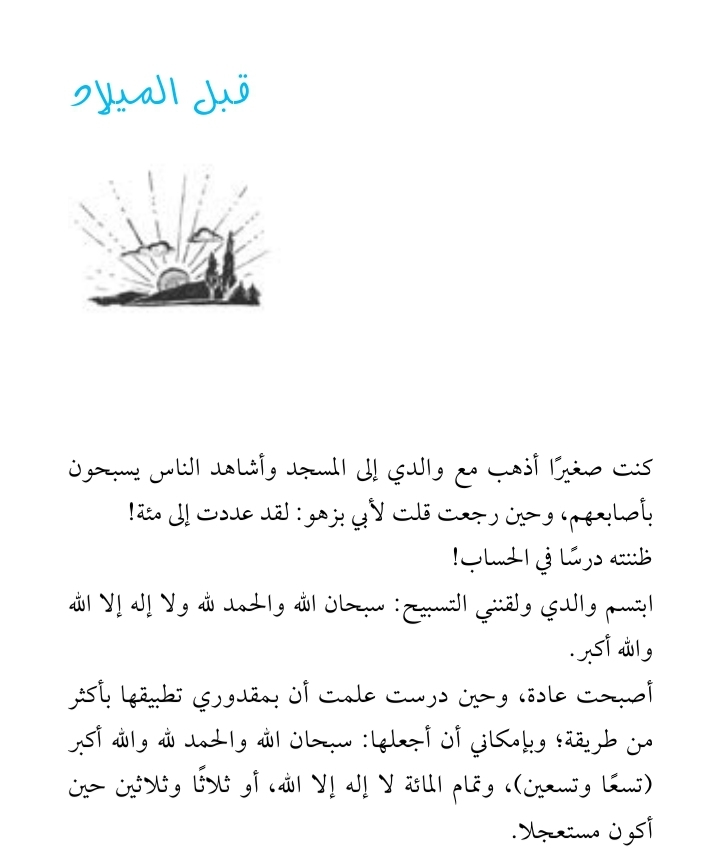 قبل الميلاد
كنت صغيرًا أذهب مع والدي إلى المسجد وأشاهد الناس يسبحون
بأصابعهم، وحين رجعت قلت لأبي بزهو: لقد عددت إلى مئة!
ظننته درسًا في الحساب!
ابتسم والدي ولقنني التسبيح: سبحان الله والحمد لله ولا إله إلا الله
والله أكبر.
أصبحت عادة، وحين درست علمت أن بمقدوري تطبيقها بأكثر
من طريقة؛ وبإمكاني أن أجعلها: سبحان الله والحمد لله والله أكبر
(تسعًا وتسعين)، وتمام المائة لا إله إلا الله، أو ثلاثًا وثلاثين حين
أكون مستعجلا.